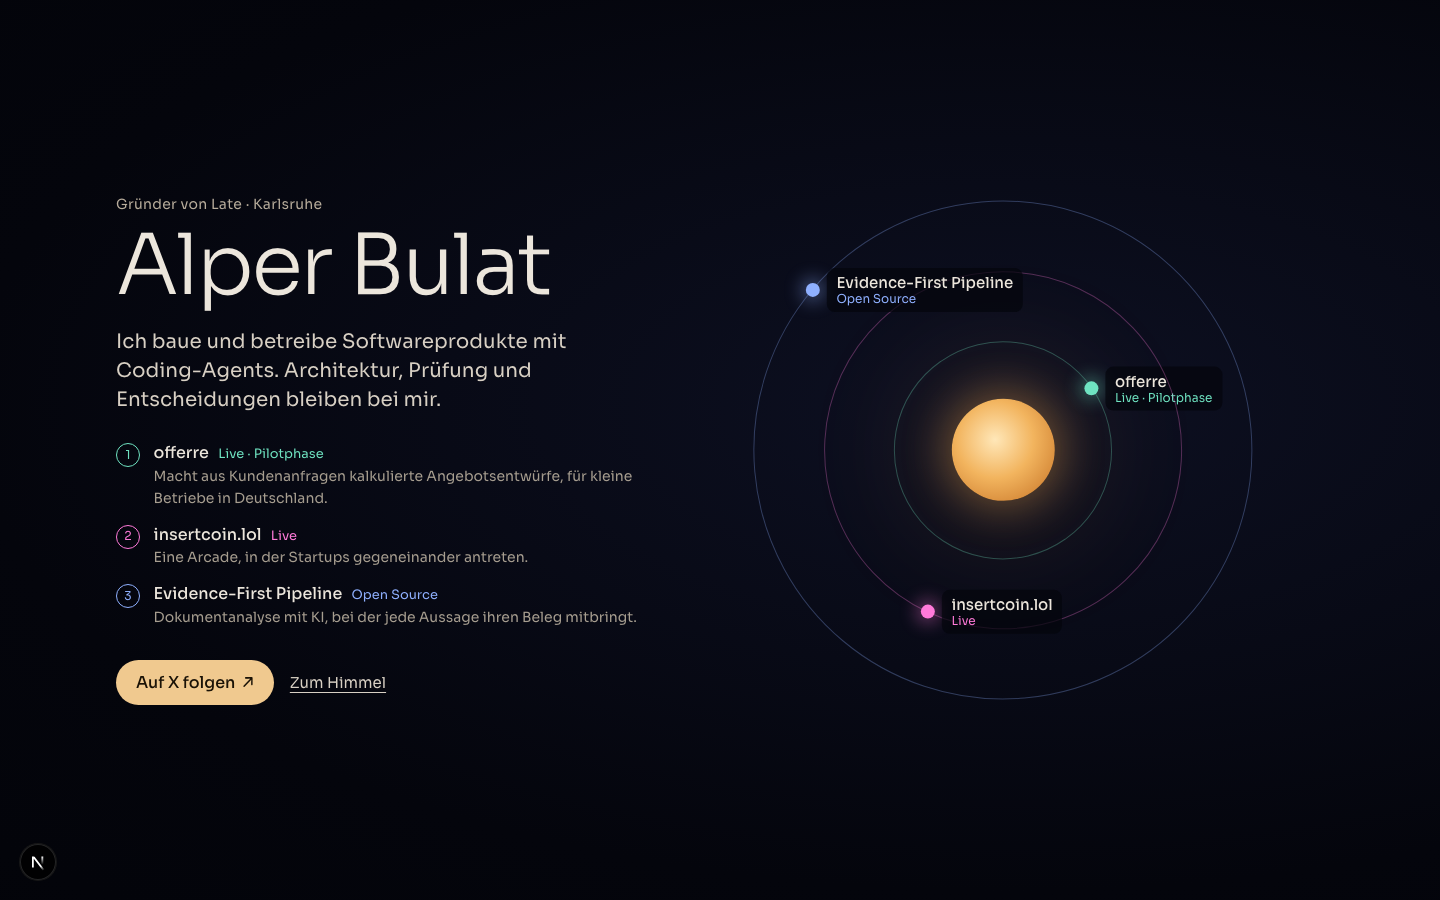 Gründer von Late · Karlsruhe
Alper Bulat
Ich baue und betreibe Softwareprodukte mit
Coding-Agents. Architektur, Prüfung und
Entscheidungen bleiben bei mir.
1 offerre Live · Pilotphase
Macht aus Kundenanfragen kalkulierte Angebotsentwürfe, für kleine
Betriebe in Deutschland.
2 insertcoin.lol Live
Eine Arcade, in der Startups gegeneinander antreten.
3 Evidence-First Pipeline Open Source
Dokumentanalyse mit KI, bei der jede Aussage ihren Beleg mitbringt.
Auf X folgen ↗ Zum Himmel
Evidence-First Pipeline
Open Source
offerre
Live · Pilotphase
insertcoin.lol
Live
N